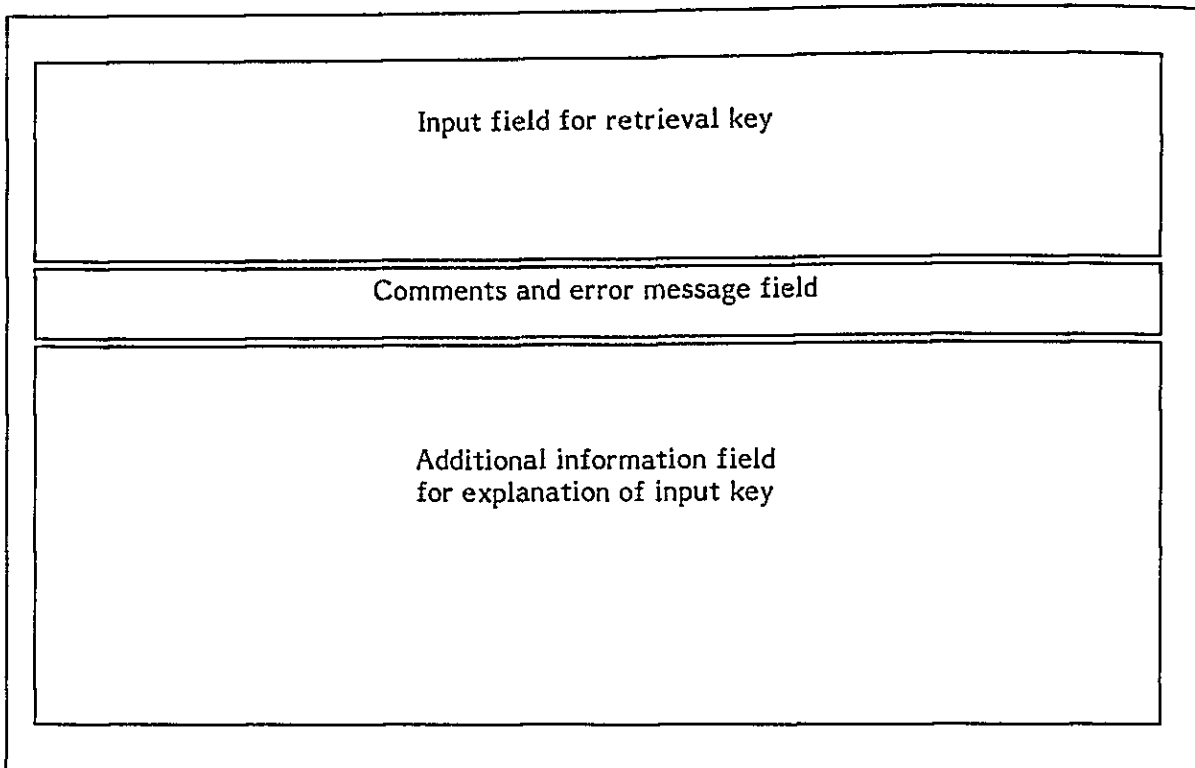 Input field for retrieval key
Comments and error message field
Additional information field
for explanation of input key